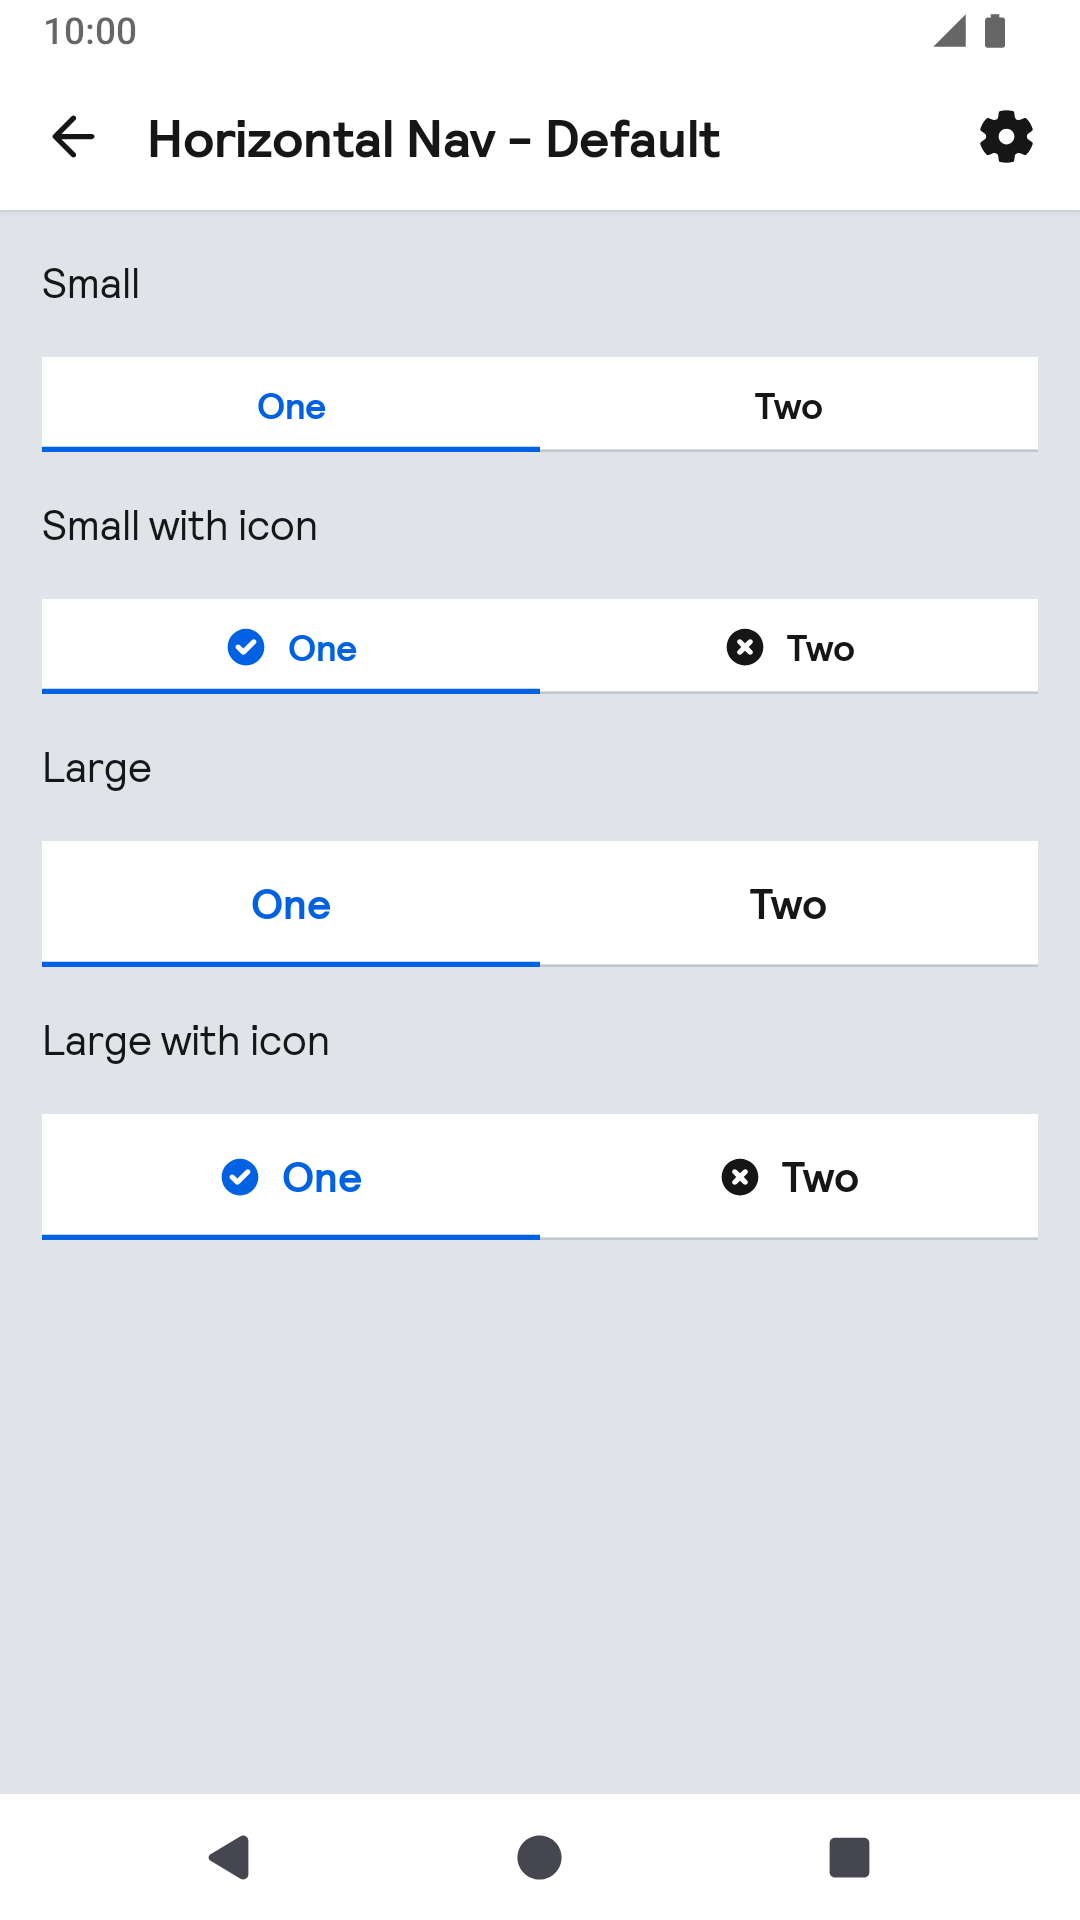 10:00
Horizontal Nav - Default
Small
One Two
Small with icon
One Two
Large
One Two
Large with icon
One Two